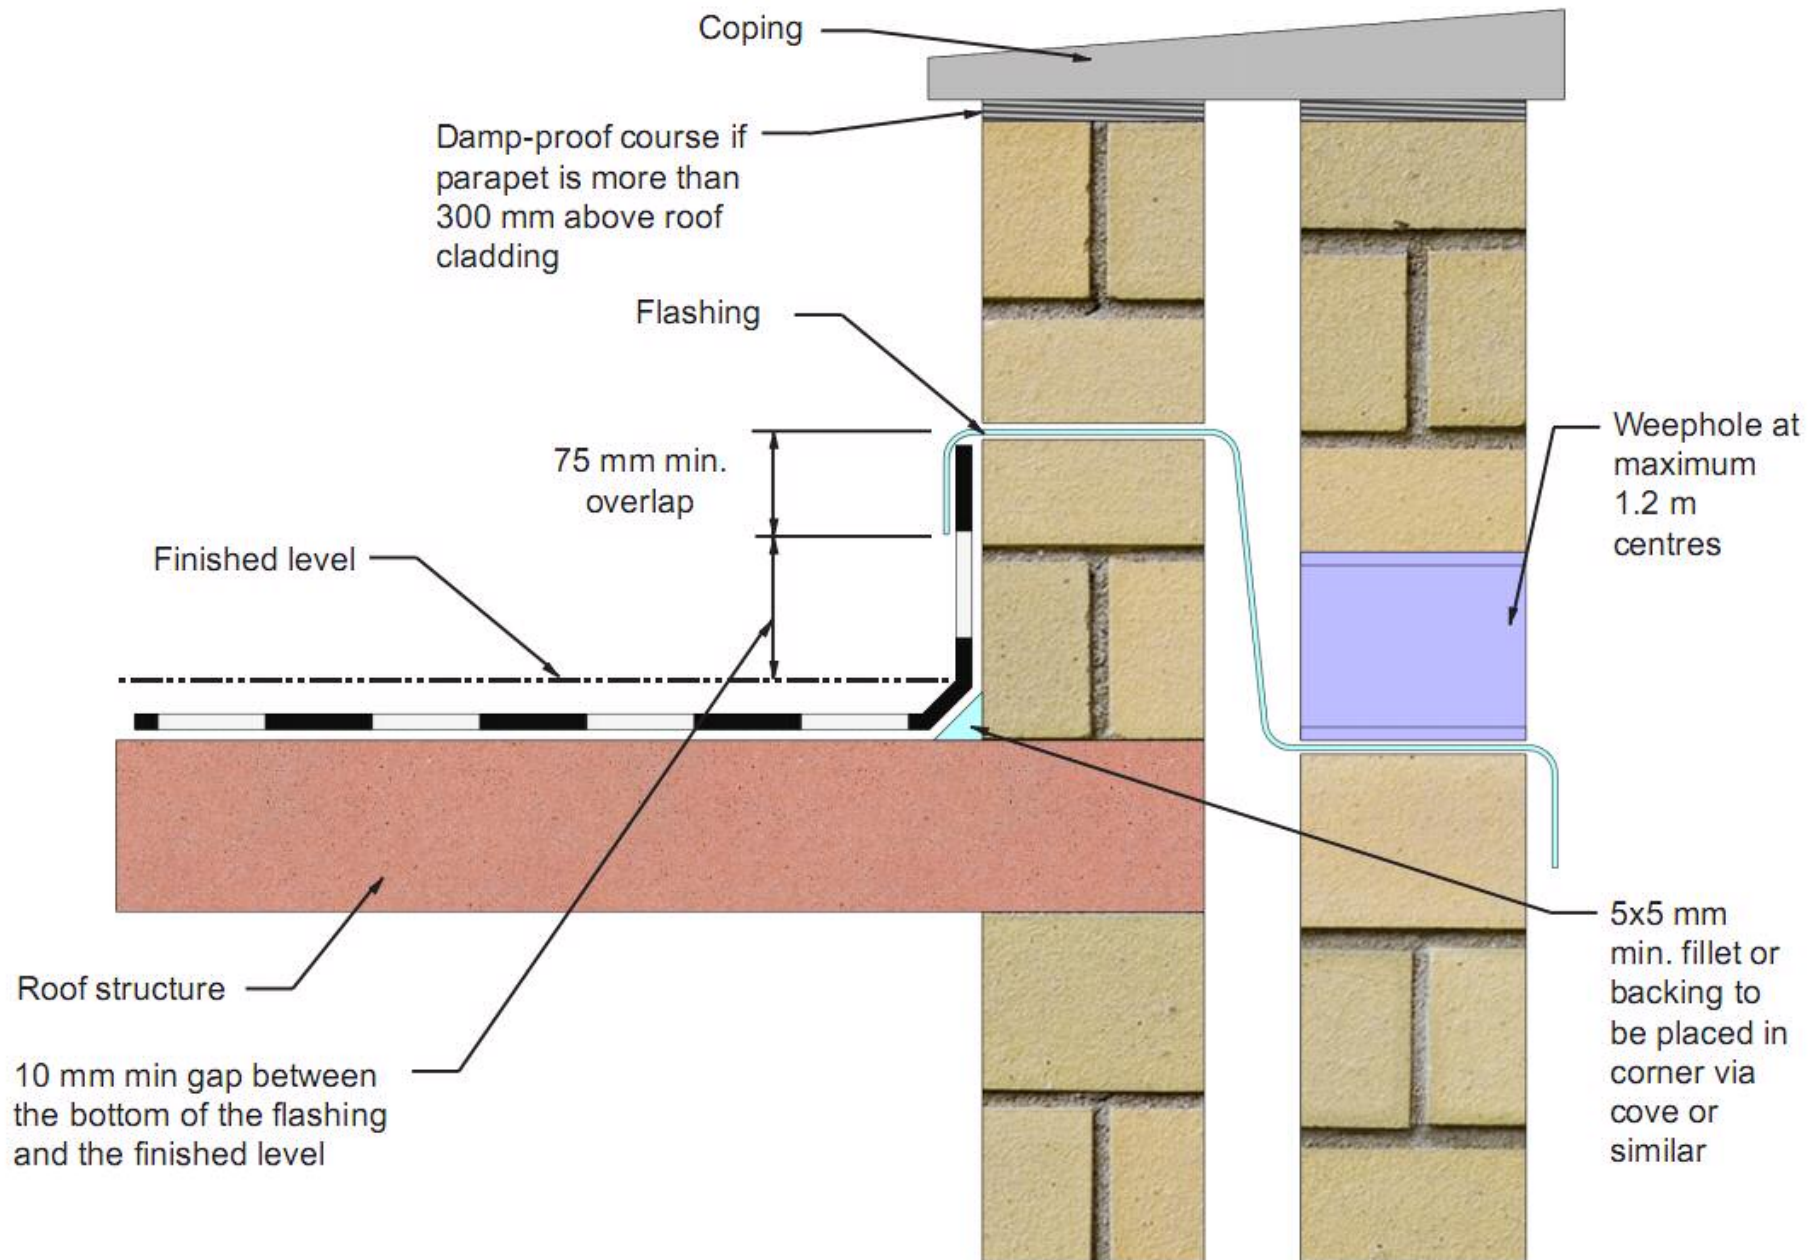 Coping
Damp-proof course if
parapet is more than
300 mm above roof
cladding
Flashing
75 mm min.
overlap
Finished level
Weephole at
maximum
1.2 m
centres
Roof structure
10 mm min gap between
the bottom of the flashing
and the finished level
5x5 mm
min. fillet or
backing to
be placed in
corner via
cove or
similar